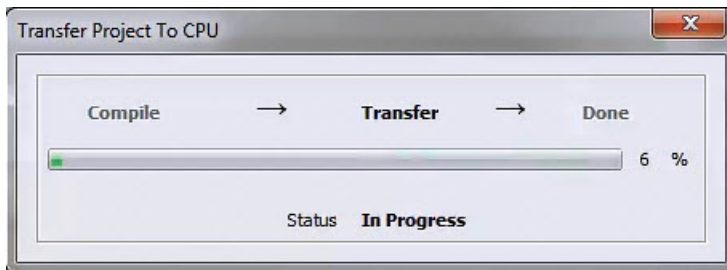 Transfer Project To CPU
Compile → Transfer → Done
6 %
Status In Progress